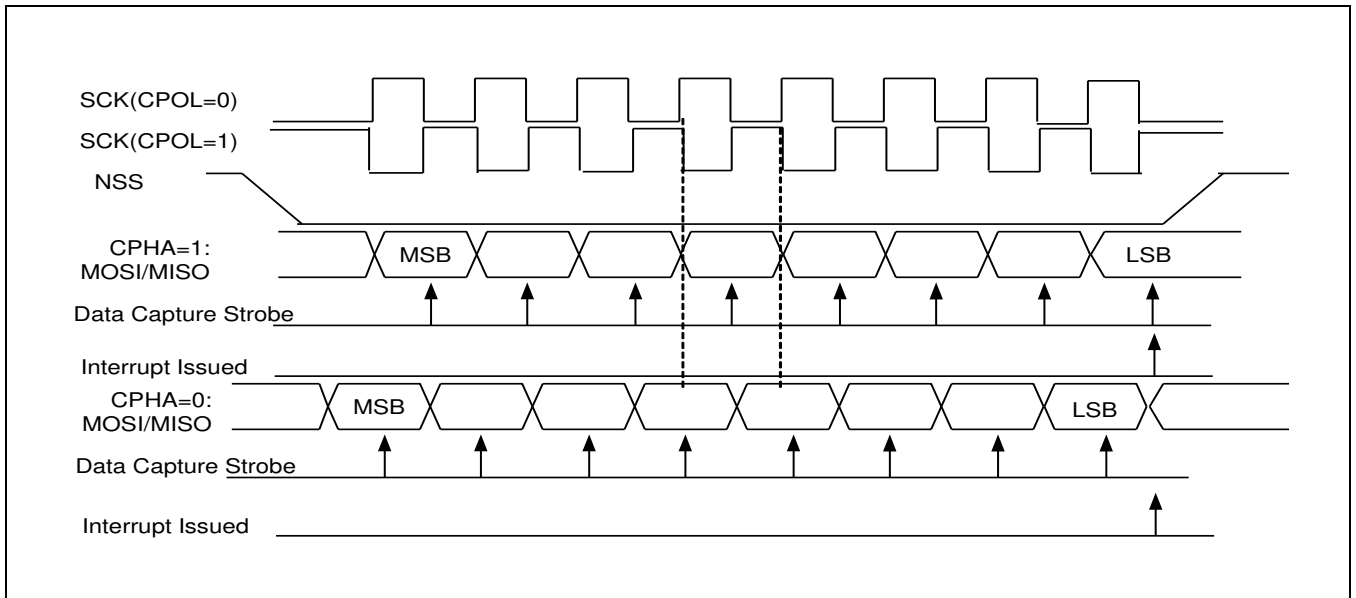 SCK(CPOL=0)
SCK(CPOL=1)
NSS
CPHA=1:
MOSI/MISO
MSB
LSB
Data Capture Strobe
Interrupt Issued
CPHA=0:
MOSI/MISO
MSB
LSB
Data Capture Strobe
Interrupt Issued